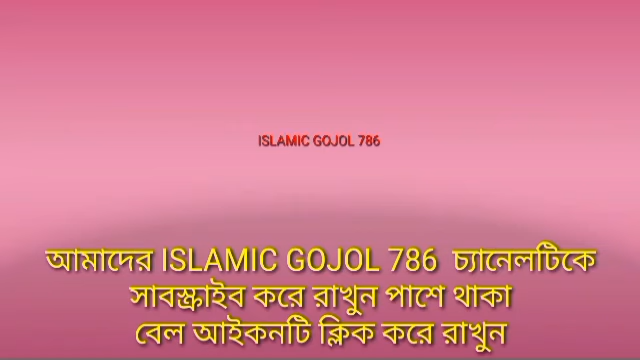 ISLAMIC GOJOL 786
আমাদের ISLAMIC GOJOL 786 চ্যানেলটিকে
সাবস্ক্রাইব করে রাখুন পাশে থাকা
বেল আইকনটি ক্লিক করে রাখুন